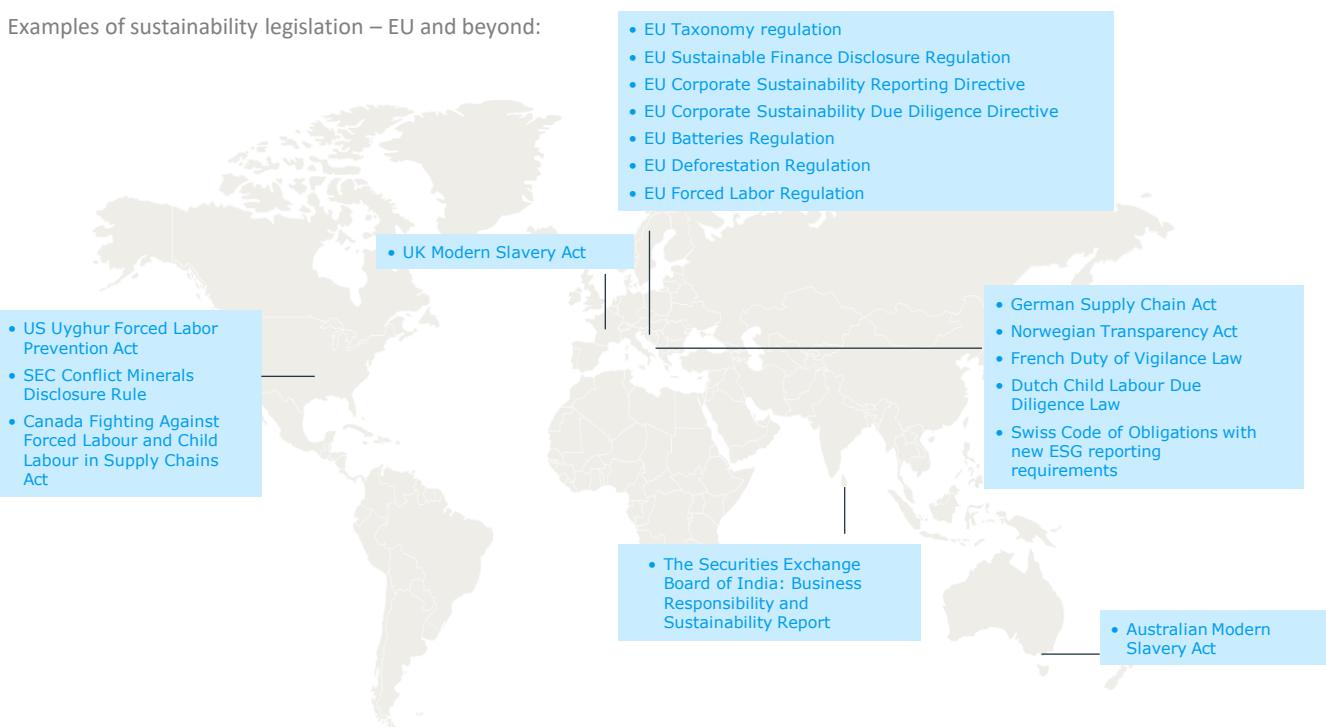 Examples of sustainability legislation – EU and beyond:
• EU Taxonomy regulation
• EU Sustainable Finance Disclosure Regulation
• EU Corporate Sustainability Reporting Directive
• EU Corporate Sustainability Due Diligence Directive
• EU Batteries Regulation
• EU Deforestation Regulation
• EU Forced Labor Regulation
• UK Modern Slavery Act
• US Uyghur Forced Labor
Prevention Act
• SEC Conflict Minerals
Disclosure Rule
• Canada Fighting Against
Forced Labour and Child
Labour in Supply Chains
Act
• German Supply Chain Act
• Norwegian Transparency Act
• French Duty of Vigilance Law
• Dutch Child Labour Due
Diligence Law
• Swiss Code of Obligations with
new ESG reporting
requirements
• The Securities Exchange
Board of India: Business
Responsibility and
Sustainability Report
• Australian Modern
Slavery Act